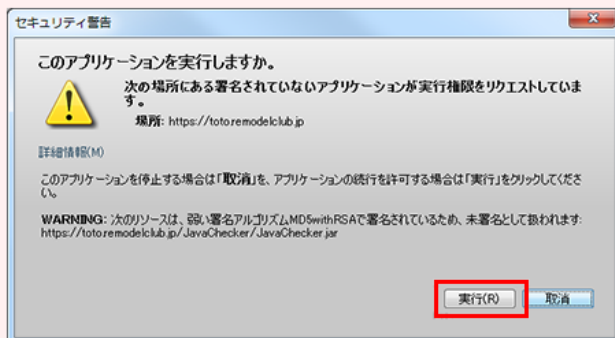 セキュリティ警告
このアプリケーションを実行しますか。
次の場所にある署名されていないアプリケーションが実行権限をリクエストしていま
す。
場所: https://totoremodelclub.jp
詳細情報(M)
このアプリケーションを停止する場合は「取消」を、アプリケーションの続行を許可する場合は「実行」をクリックしてくださ
い。
WARNING: 次のリソースは、弱い署名アルゴリズムMD5withRSAで署名されているため、未署名として扱われます:
https://totoremodelclub.jp/JavaChecker/JavaChecker.jar
実行(R)
取消